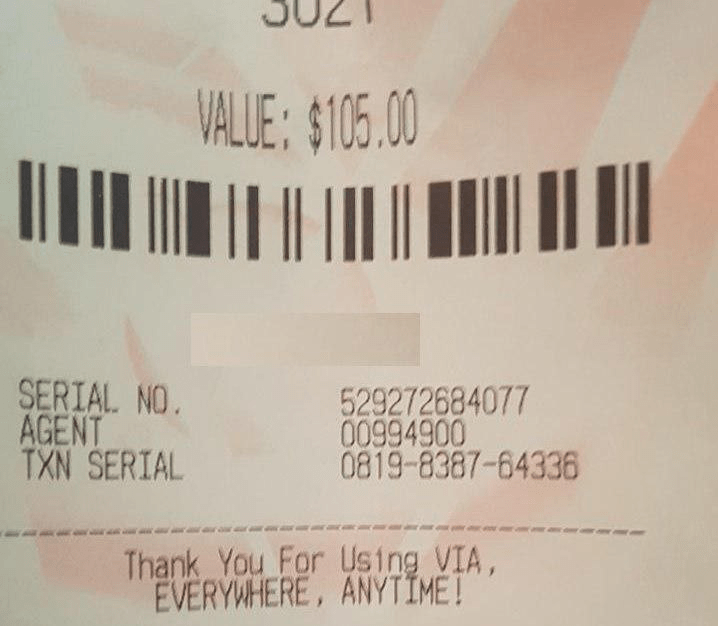 3021
VALUE: $105.00
SERIAL NO. 529272684077
AGENT 00994900
TXN SERIAL 0819-8387-64336
Thank You For Using VIA,
EVERYWHERE, ANYTIME!